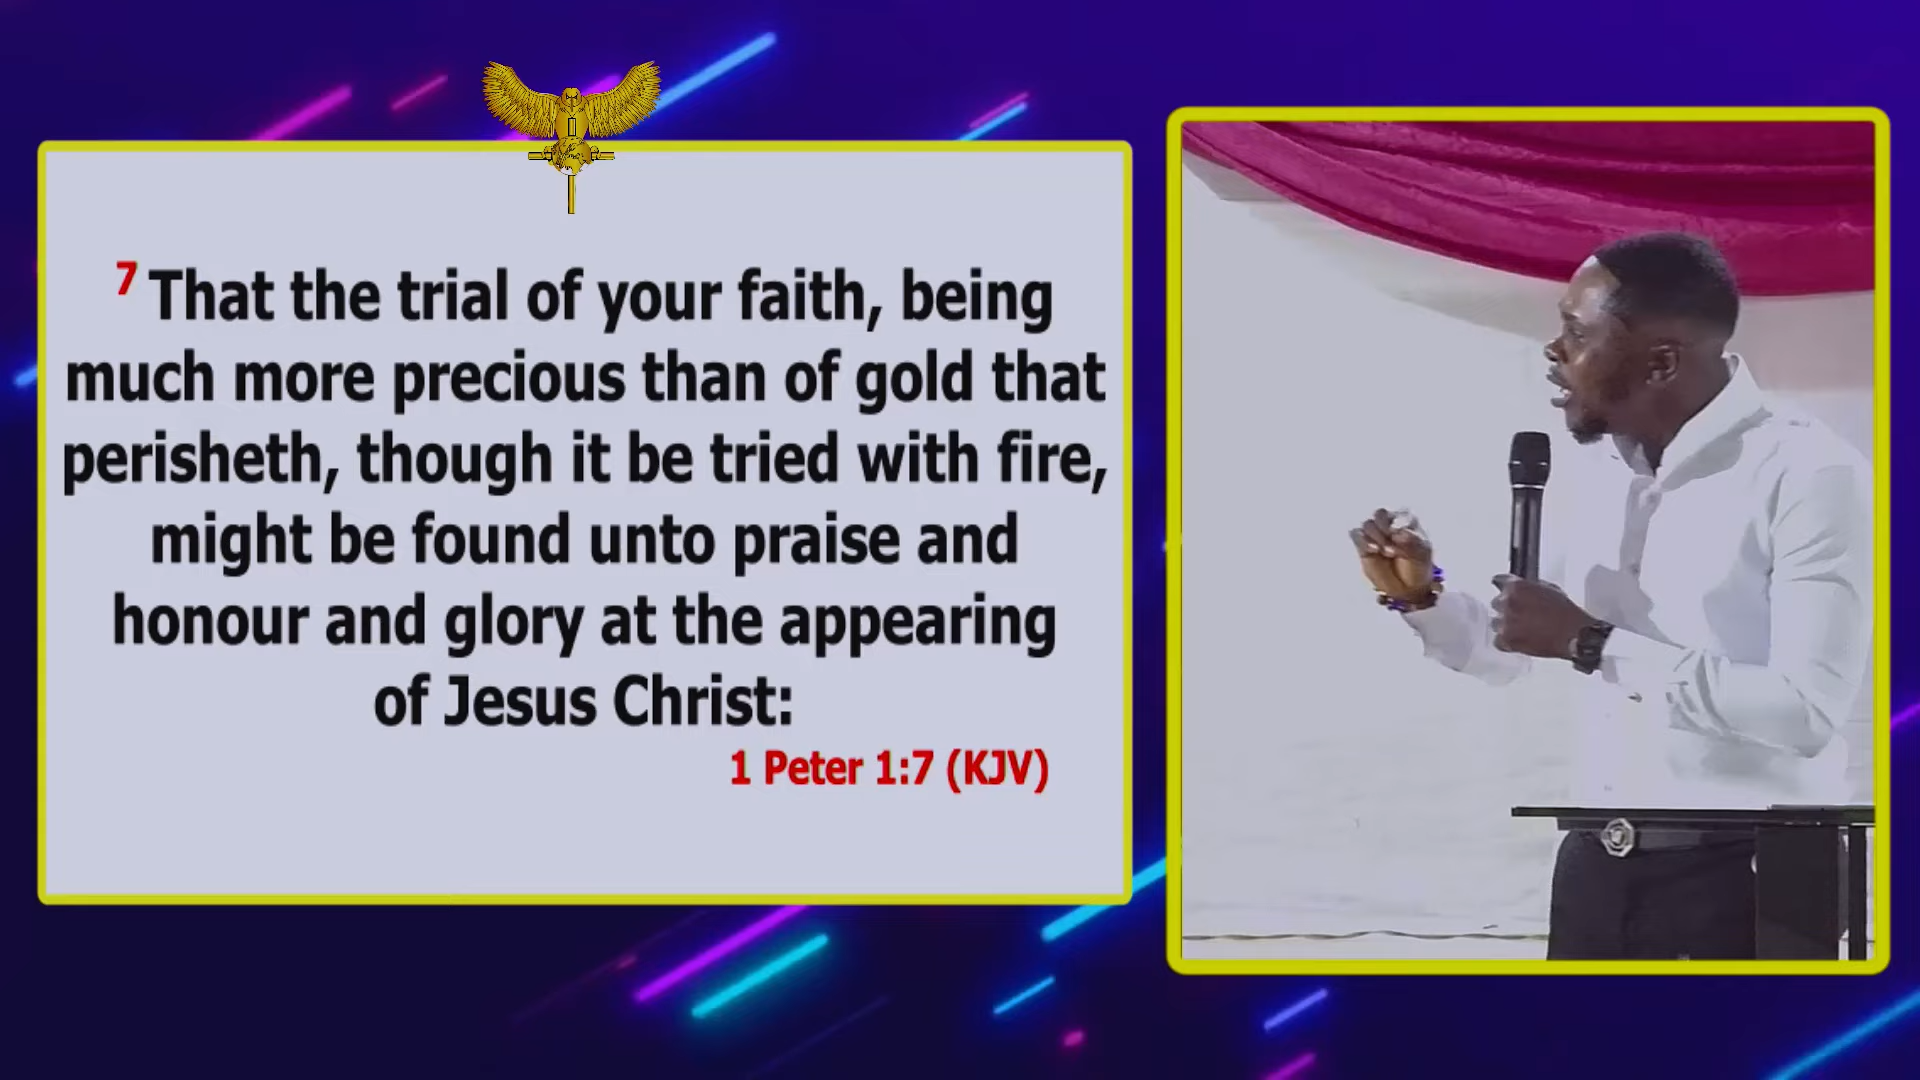 7 That the trial of your faith, being
much more precious than of gold that
perisheth, though it be tried with fire,
might be found unto praise and
honour and glory at the appearing
of Jesus Christ:
1 Peter 1:7 (KJV)